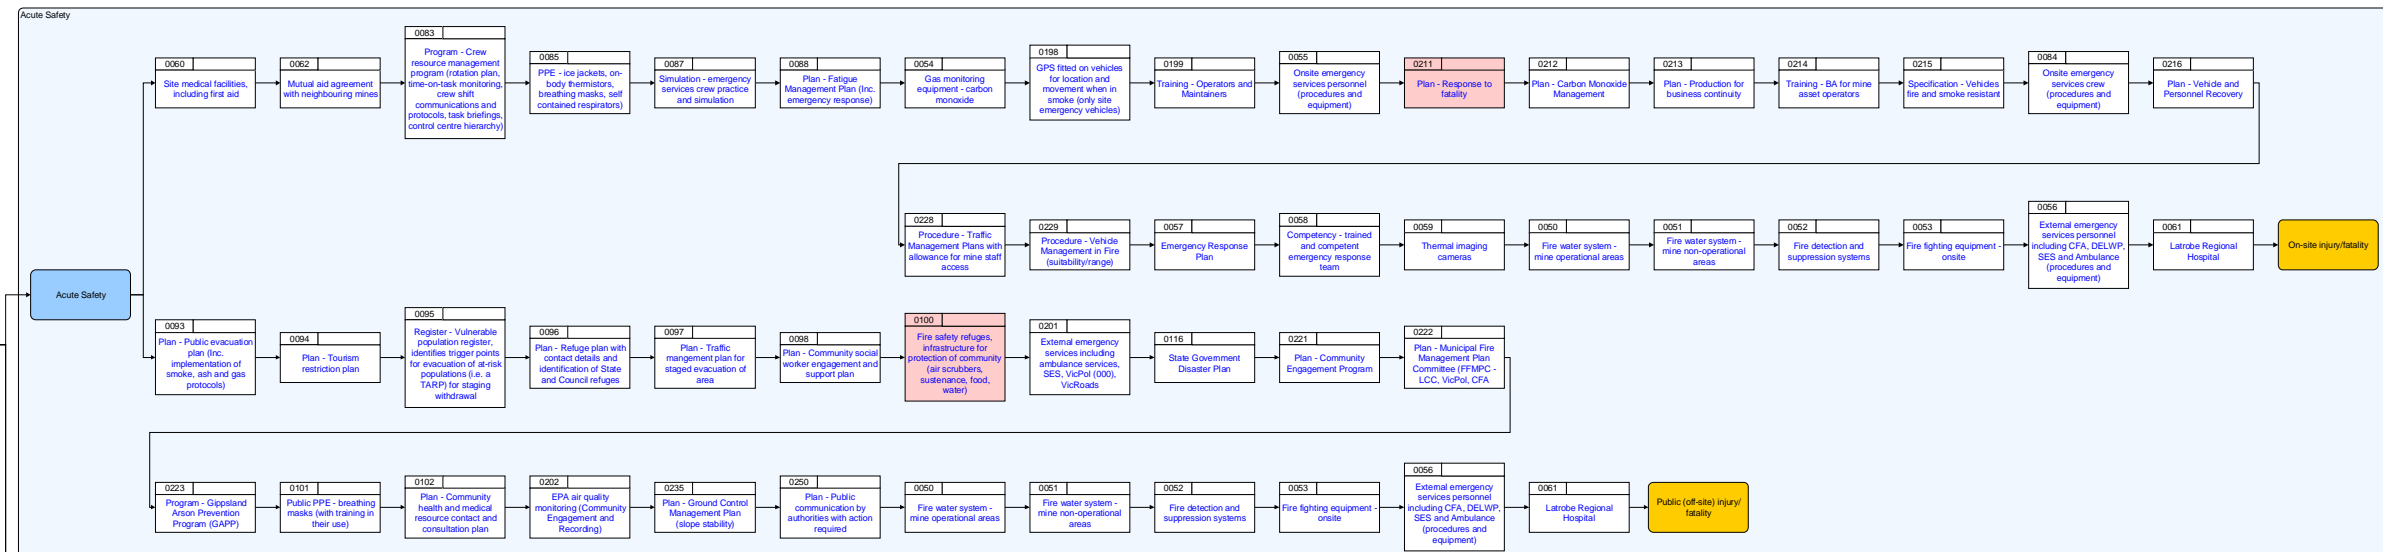 Acute Safety
0060
Site medical facilities,
including first aid
0062
Mutual aid agreement
with neighbouring mines
0083
Program - Crew
resource management
program (rotation plan,
time-on-task monitoring,
crew shift
communications and
protocols, task briefings,
control centre hierarchy)
0085
PPE - ice jackets, on-
body thermistors,
breathing masks, self
contained respirators)
0087
Simulation - emergency
services crew practice
and simulation
0088
Plan - Fatigue
Management Plan (Inc.
emergency response)
0054
Gas monitoring
equipment - carbon
monoxide
0198
GPS fitted on vehicles
for location and
movement when in
smoke (only site
emergency vehicles)
0199
Training - Operators and
Maintainers
0055
Onsite emergency
services personnel
(procedures and
equipment)
0211
Plan - Response to
fatality
0212
Plan - Carbon Monoxide
Management
0213
Plan - Production for
business continuity
0214
Training - BA for mine
asset operators
0215
Specification - Vehicles
fire and smoke resistant
0084
Onsite emergency
services crew
(procedures and
equipment)
0216
Plan - Vehicle and
Personnel Recovery
0228
Procedure - Traffic
Management Plans with
allowance for mine staff
access
0229
Procedure - Vehicle
Management in Fire
(suitability/range)
0057
Emergency Response
Plan
0058
Competency - trained
and competent
emergency response
team
0059
Thermal imaging
cameras
0050
Fire water system -
mine operational areas
0051
Fire water system -
mine non-operational
areas
0052
Fire detection and
suppression systems
0053
Fire fighting equipment -
onsite
0056
External emergency
services personnel
including CFA, DELWP,
SES and Ambulance
(procedures and
equipment)
0061
Latrobe Regional
Hospital
On-site injury/fatality
Acute Safety
0093
Plan - Public evacuation
plan (Inc.
implementation of
smoke, ash and gas
protocols)
0094
Plan - Tourism
restriction plan
0095
Register - Vulnerable
population register,
identifies trigger points
for evacuation of at-risk
populations (i.e. a
TARP) for staging
withdrawal
0096
Plan - Refuge plan with
contact details and
identification of State
and Council refuges
0097
Plan - Traffic
mangement plan for
staged evacuation of
area
0098
Plan - Community social
worker engagement and
support plan
0100
Fire safety refuges,
infrastructure for
protection of community
(air scrubbers,
sustenance, food,
water)
0201
External emergency
services including
ambulance services,
SES, VicPol (000),
VicRoads
0116
State Government
Disaster Plan
0221
Plan - Community
Engagement Program
0222
Plan - Municipal Fire
Management Plan
Committee (FFMPC -
LCC, VicPol, CFA
0223
Program - Gippsland
Arson Prevention
Program (GAPP)
0101
Public PPE - breathing
masks (with training in
their use)
0102
Plan - Community
health and medical
resource contact and
consultation plan
0202
EPA air quality
monitoring (Community
Engagement and
Recording)
0235
Plan - Ground Control
Management Plan
(slope stability)
0250
Plan - Public
communication by
authorities with action
required
0050
Fire water system -
mine operational areas
0051
Fire water system -
mine non-operational
areas
0052
Fire detection and
suppression systems
0053
Fire fighting equipment -
onsite
0056
External emergency
services personnel
including CFA, DELWP,
SES and Ambulance
(procedures and
equipment)
0061
Latrobe Regional
Hospital
Public (off-site) injury/
fatality